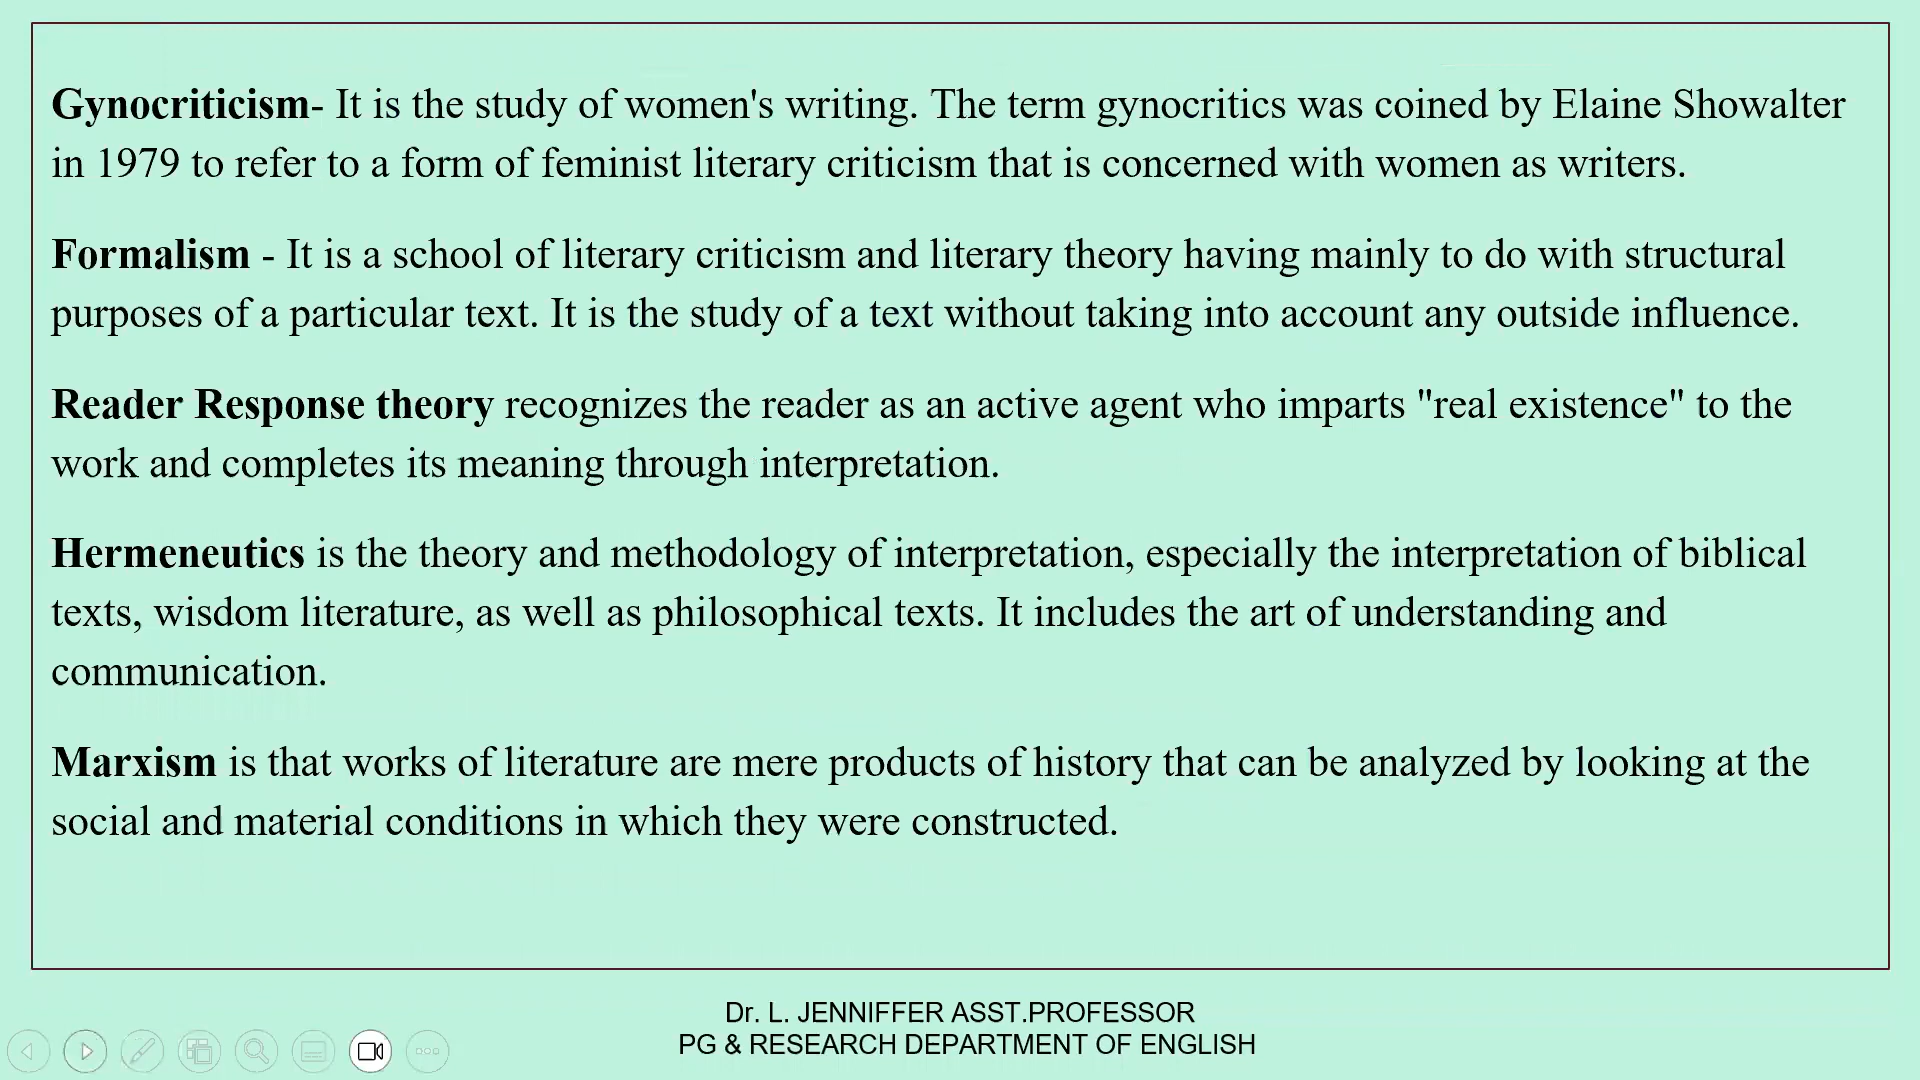 Gynocriticism- It is the study of women's writing. The term gynocritics was coined by Elaine Showalter
in 1979 to refer to a form of feminist literary criticism that is concerned with women as writers.
Formalism - It is a school of literary criticism and literary theory having mainly to do with structural
purposes of a particular text. It is the study of a text without taking into account any outside influence.
Reader Response theory recognizes the reader as an active agent who imparts "real existence" to the
work and completes its meaning through interpretation.
Hermeneutics is the theory and methodology of interpretation, especially the interpretation of biblical
texts, wisdom literature, as well as philosophical texts. It includes the art of understanding and
communication.
Marxism is that works of literature are mere products of history that can be analyzed by looking at the
social and material conditions in which they were constructed.
Dr. L. JENNIFFER ASST.PROFESSOR
PG & RESEARCH DEPARTMENT OF ENGLISH